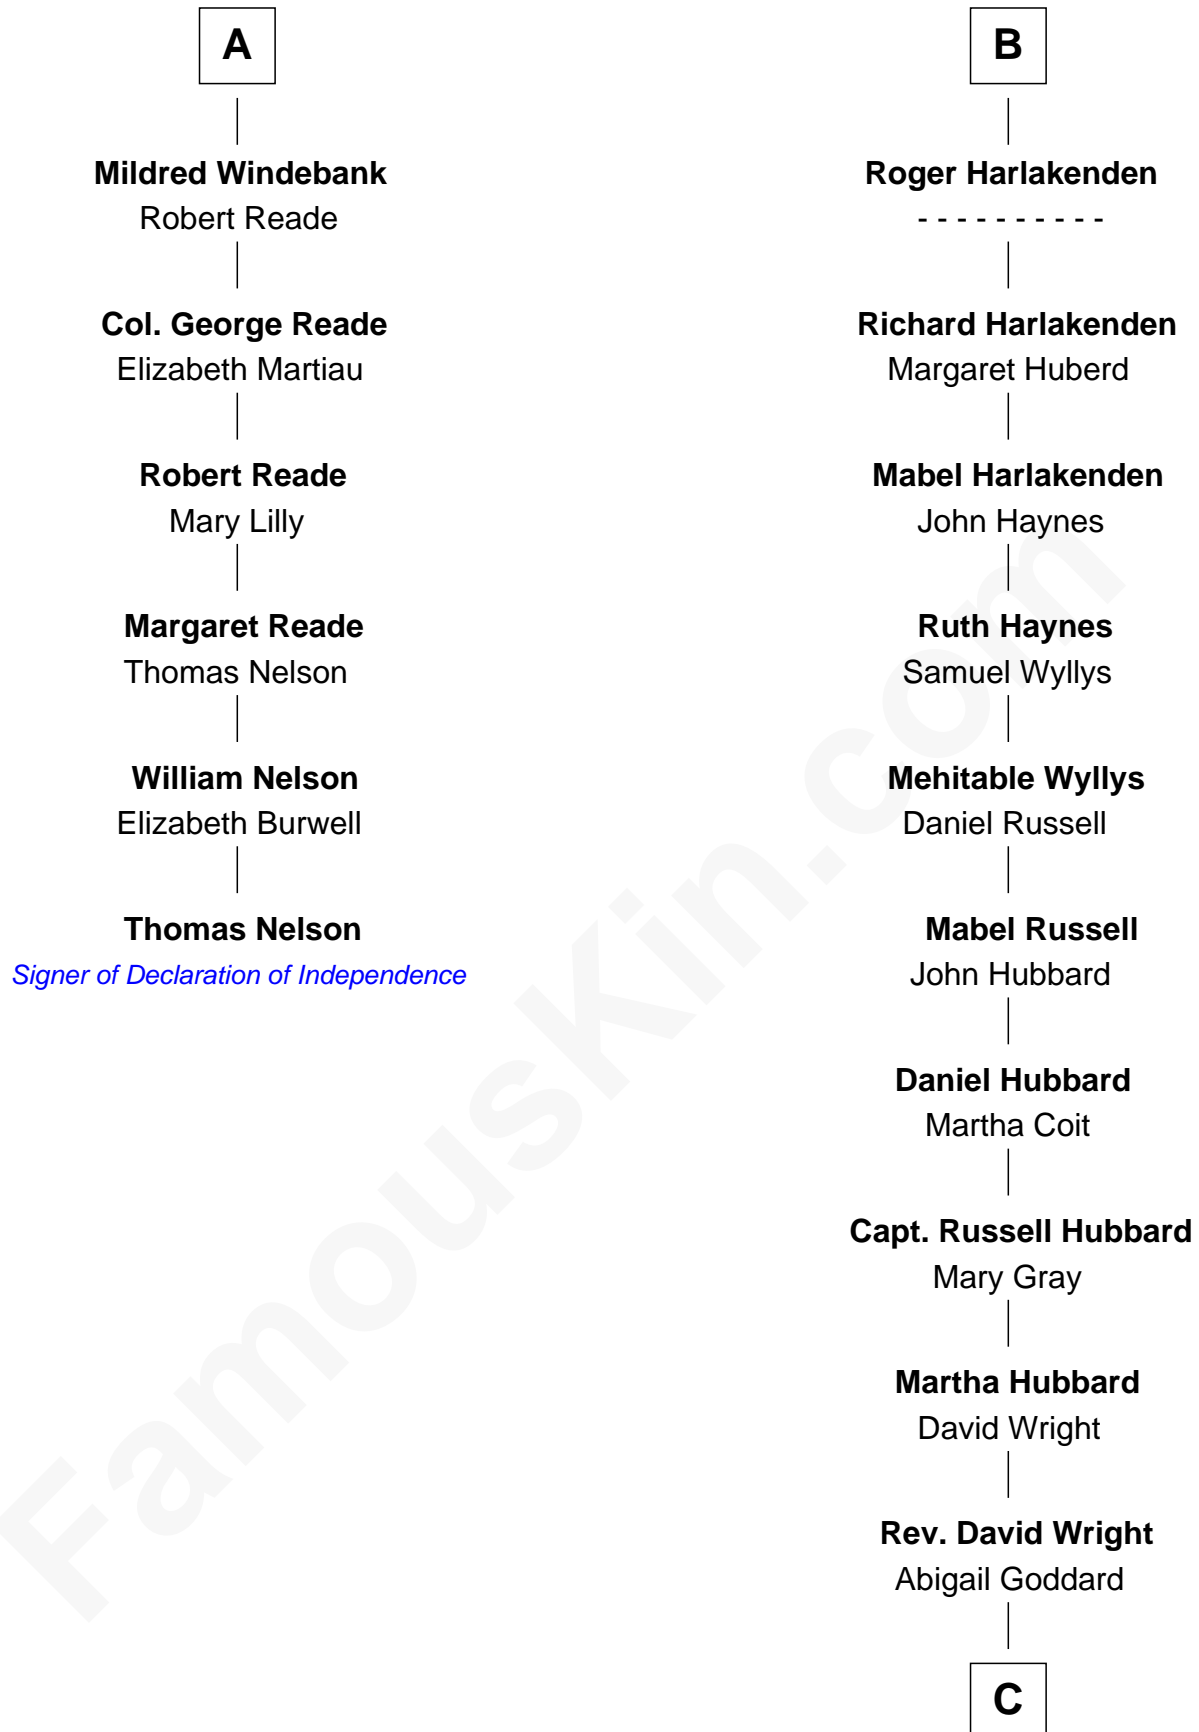 A
Mildred Windebank
Robert Reade
Col. George Reade
Elizabeth Martiau
Robert Reade
Mary Lilly
Margaret Reade
Thomas Nelson
William Nelson
Elizabeth Burwell
Thomas Nelson
Signer of Declaration of Independence
B
Roger Harlakenden
- - - - - - - - - -
Richard Harlakenden
Margaret Huberd
Mabel Harlakenden
John Haynes
Ruth Haynes
Samuel Wyllys
Mehitable Wyllys
Daniel Russell
Mabel Russell
John Hubbard
Daniel Hubbard
Martha Coit
Capt. Russell Hubbard
Mary Gray
Martha Hubbard
David Wright
Rev. David Wright
Abigail Goddard
C
FamousKin.com